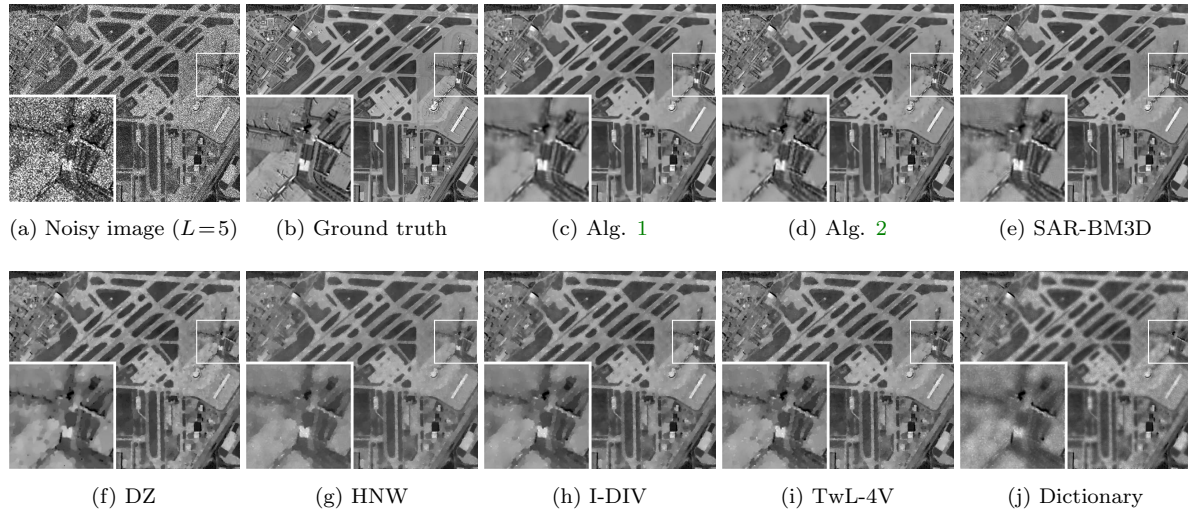 (a) Noisy image (L=5) (b) Ground truth (c) Alg. 1 (d) Alg. 2 (e) SAR-BM3D
(f) DZ (g) HNW (h) I-DIV (i) TwL-4V (j) Dictionary